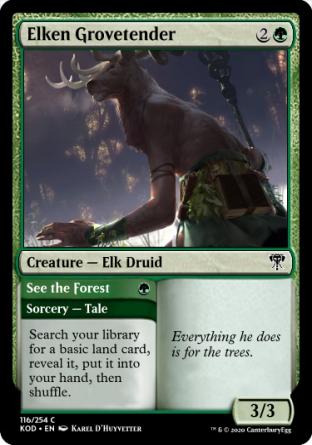 Elken Grovetender 2
Creature — Elk Druid
See the Forest
Sorcery — Tale
Search your library
for a basic land card,
reveal it, put it into
your hand, then
shuffle.
Everything he does
is for the trees.
3/3
116/254 C
KOD • EN KAREL D'HUYVETTER
™ & © 2020 CanterburyEgg